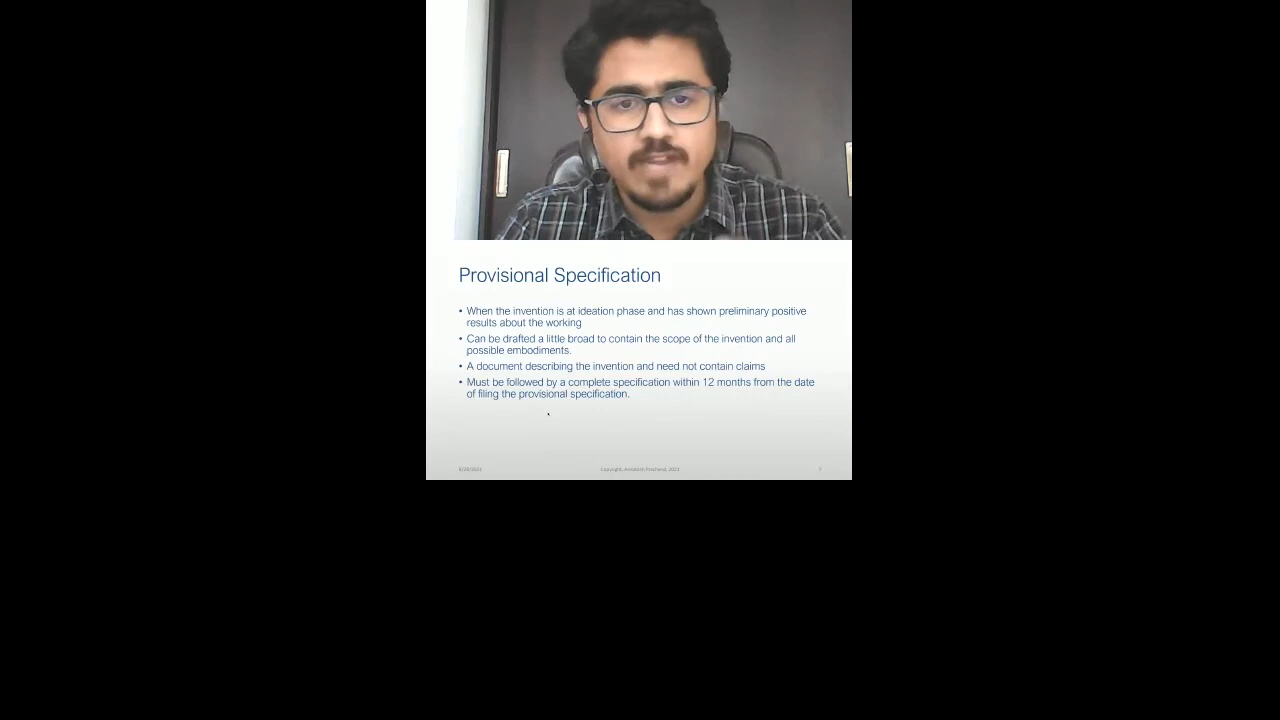 Provisional Specification
• When the invention is at ideation phase and has shown preliminary positive
results about the working
• Can be drafted a little broad to contain the scope of the invention and all
possible embodiments.
• A document describing the invention and need not contain claims
• Must be followed by a complete specification within 12 months from the date
of filing the provisional specification.
Copyright,
7